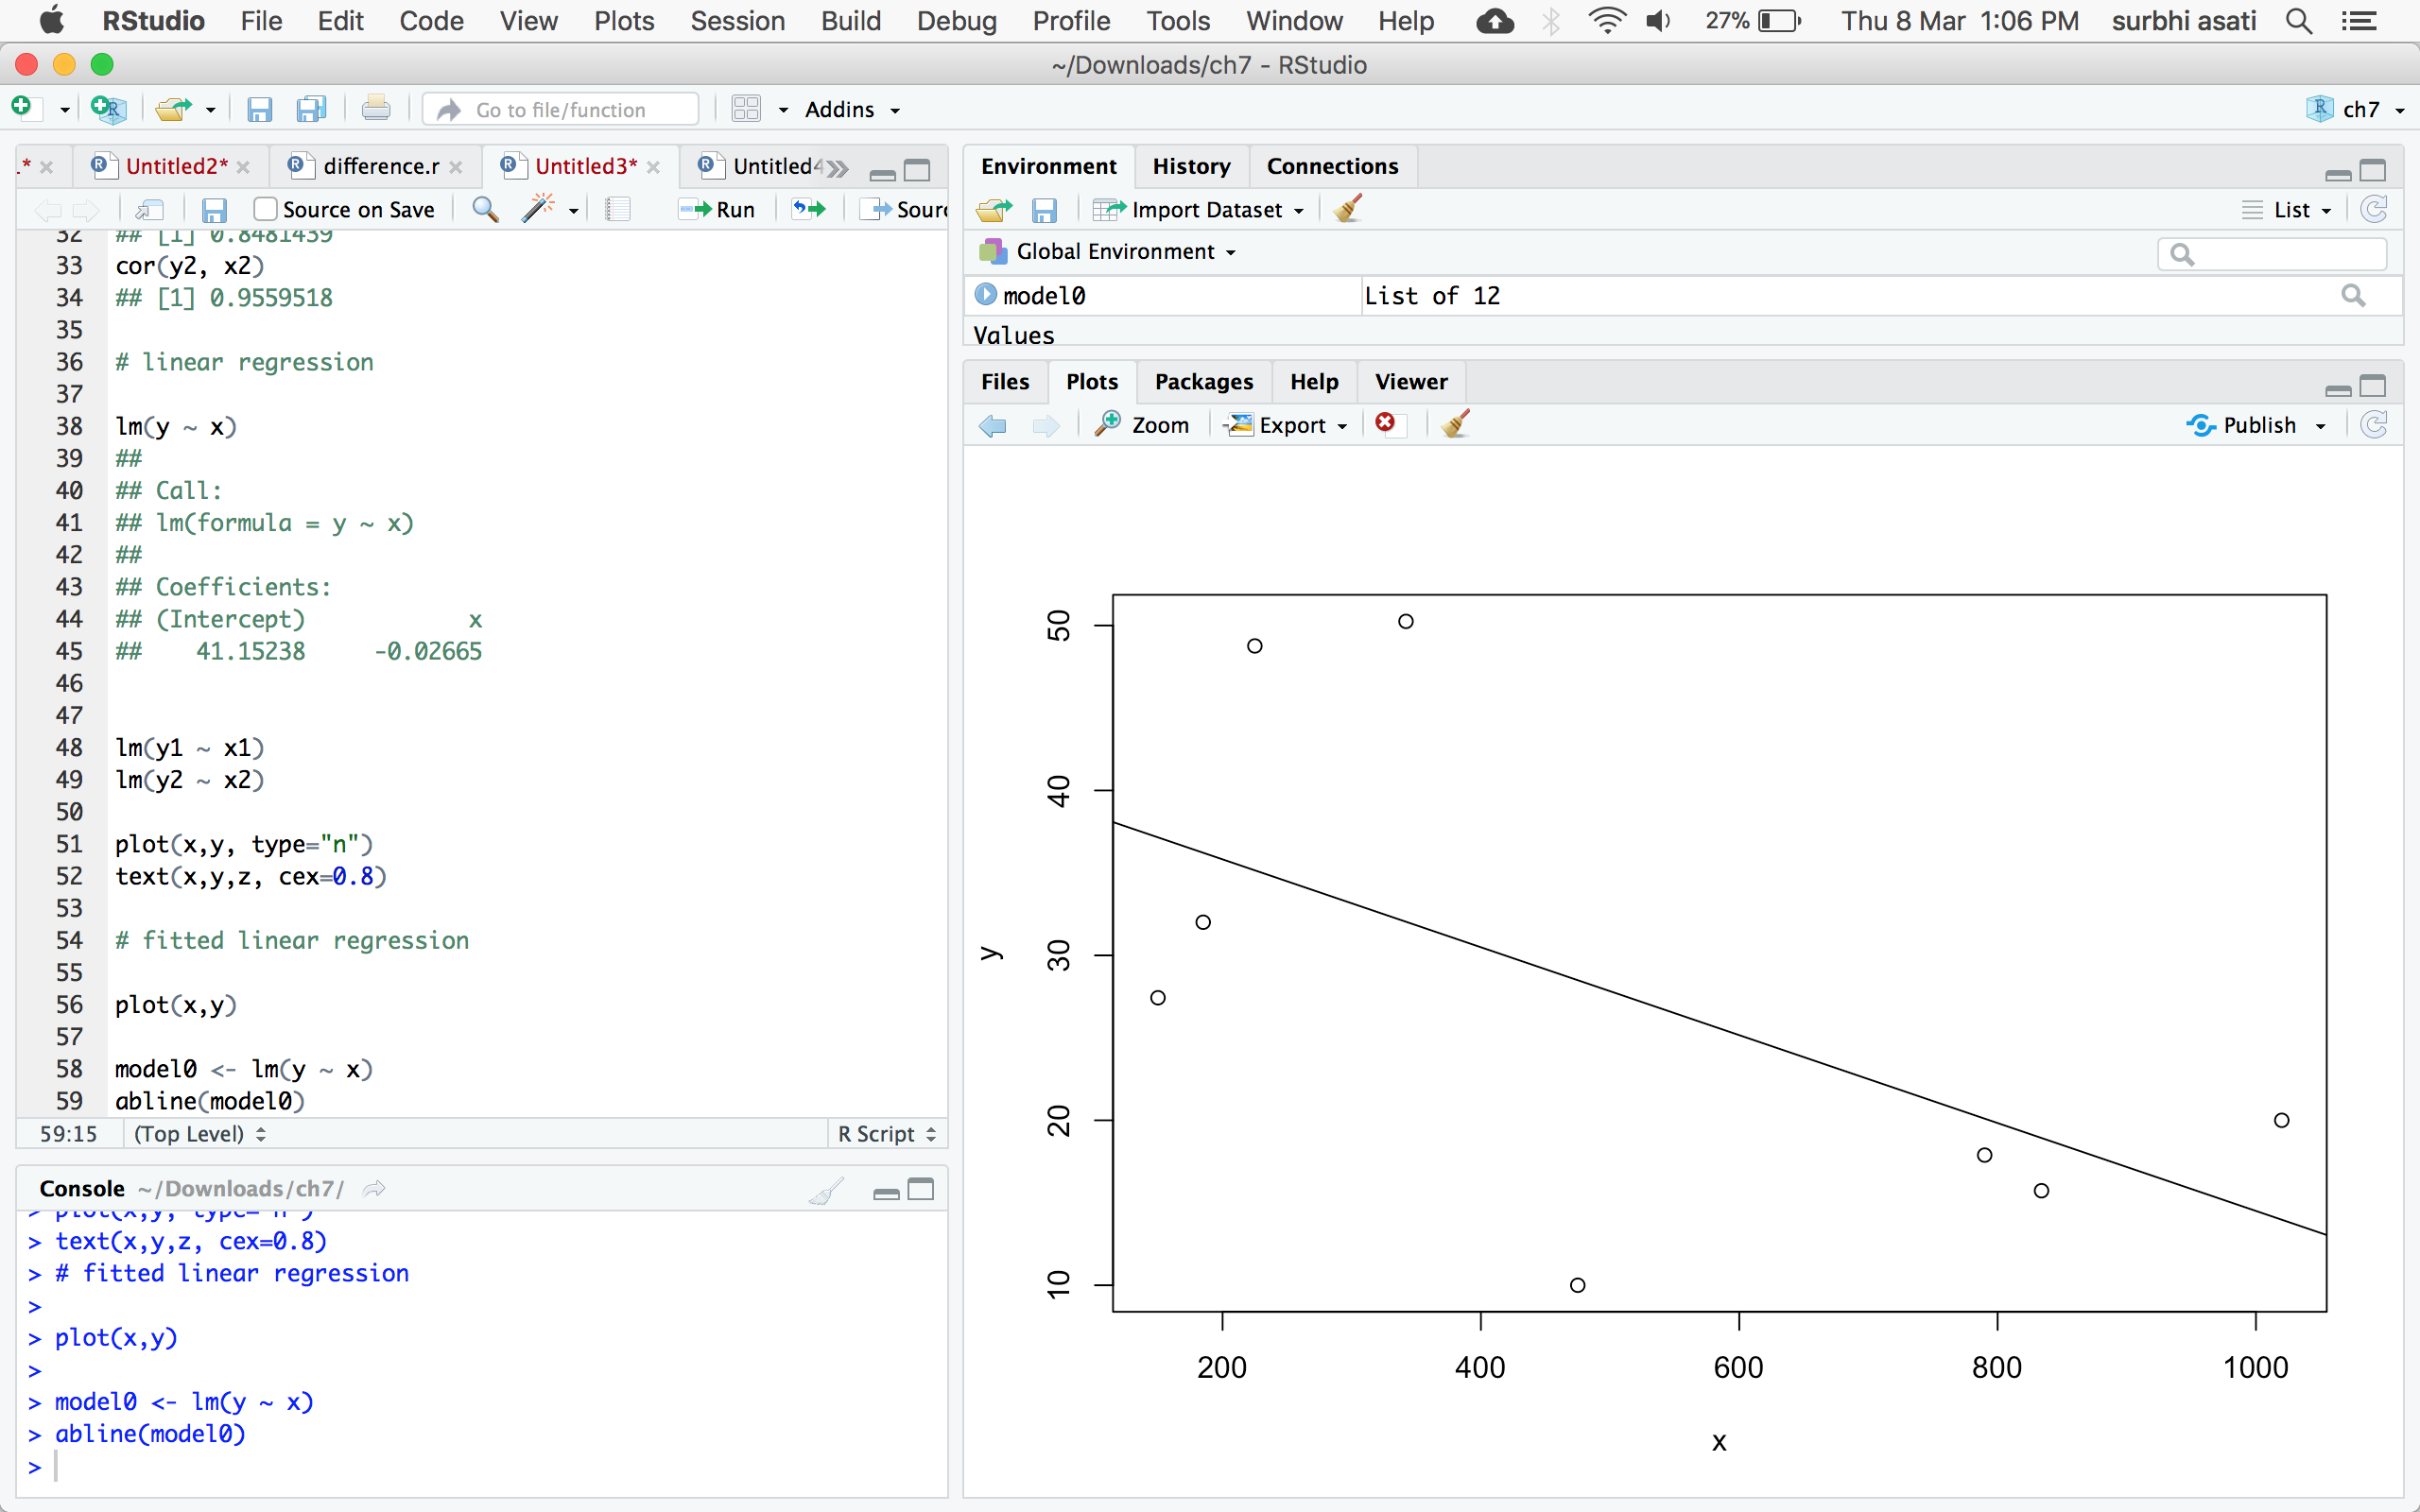 RStudio File Edit Code View Plots Session Build Debug Profile Tools Window Help 27% Thu 8 Mar 1:06 PM surbhi asati
~/Downloads/ch7 - RStudio
Go to file/function Addins ch7
.* Untitled2* difference.r Untitled3* Untitled4
Source on Save Run Sourc
32 ## [1] 0.8481439
33 cor(y2, x2)
34 ## [1] 0.9559518
35
36 # linear regression
37
38 lm(y ~ x)
39 ##
40 ## Call:
41 ## lm(formula = y ~ x)
42 ##
43 ## Coefficients:
44 ## (Intercept) x
45 ## 41.15238 -0.02665
46
47
48 lm(y1 ~ x1)
49 lm(y2 ~ x2)
50
51 plot(x,y, type="n")
52 text(x,y,z, cex=0.8)
53
54 # fitted linear regression
55
56 plot(x,y)
57
58 model0 <- lm(y ~ x)
59 abline(model0)
59:15 (Top Level) R Script
Console ~/Downloads/ch7/
> plot(x,y, type="n")
> text(x,y,z, cex=0.8)
> # fitted linear regression
>
> plot(x,y)
>
> model0 <- lm(y ~ x)
> abline(model0)
>
Environment History Connections
Import Dataset List
Global Environment
model0 List of 12
Values
Files Plots Packages Help Viewer
Zoom Export Publish
50
40
30
20
10
y
200 400 600 800 1000
x